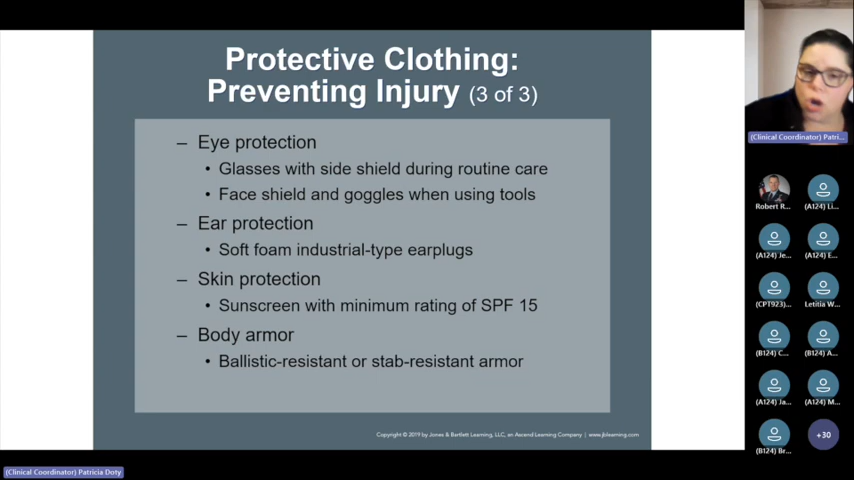 Protective Clothing:
Preventing Injury (3 of 3)
– Eye protection
• Glasses with side shield during routine care
• Face shield and goggles when using tools
– Ear protection
• Soft foam industrial-type earplugs
– Skin protection
• Sunscreen with minimum rating of SPF 15
– Body armor
• Ballistic-resistant or stab-resistant armor
Copyright © 2019 by Jones & Bartlett Learning, LLC, an Ascend Learning Company | www.jblearning.com
(Clinical Coordinator) Patri...
Robert R...
(A124) Li...
(A124) Je...
(A124) E...
(CPT923)...
Letitia W...
(B124) C...
(B124) A...
(A124) Ja...
(A124) M...
(B124) Br...
+30
(Clinical Coordinator) Patricia Doty